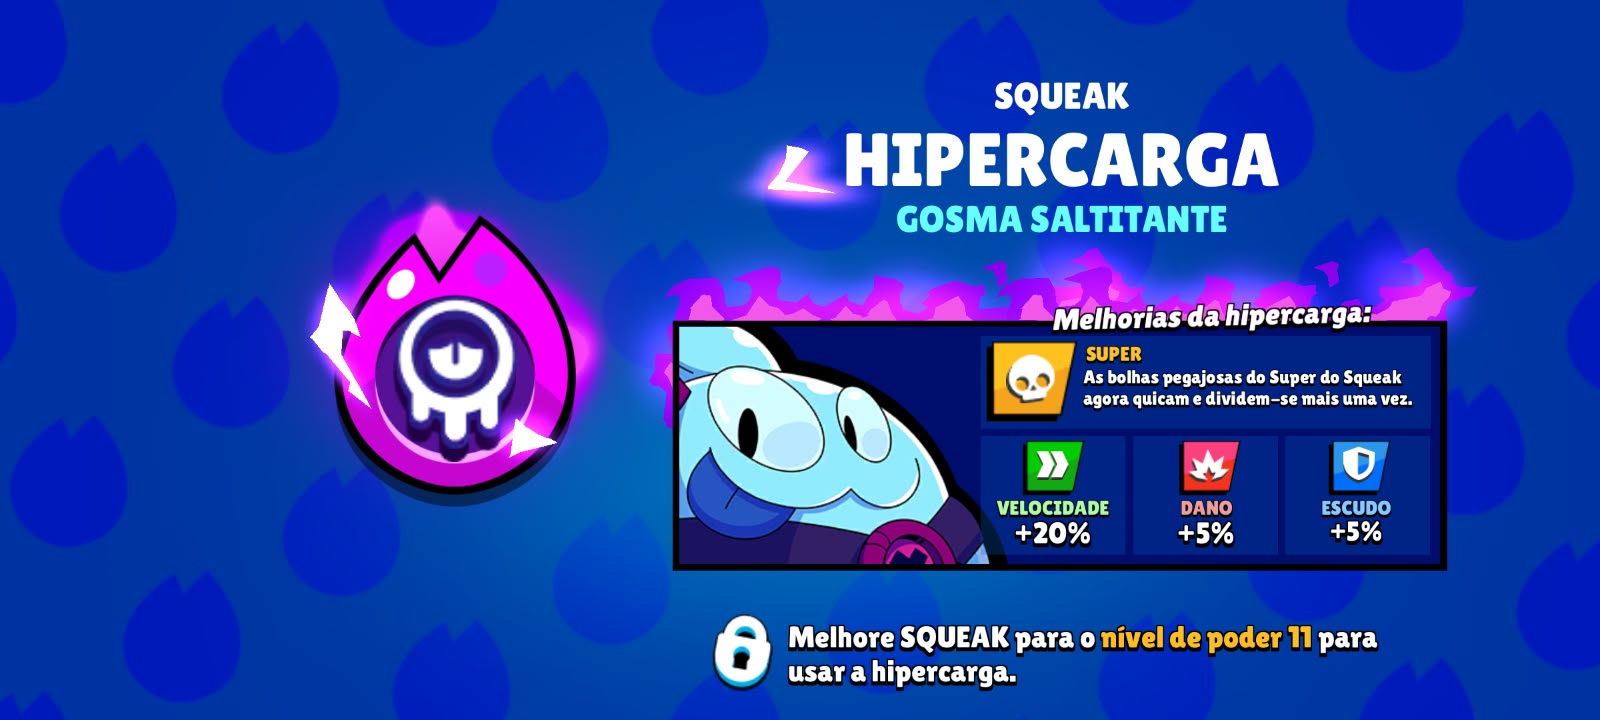 SQUEAK
HIPERCARGA
GOSMA SALTITANTE
Melhorias da hipercarga:
SUPER
As bolhas pegajosas do Super do Squeak
agora quicam e dividem-se mais uma vez.
VELOCIDADE
+20%
DANO
+5%
ESCUDO
+5%
Melhore SQUEAK para o nível de poder 11 para
usar a hipercarga.